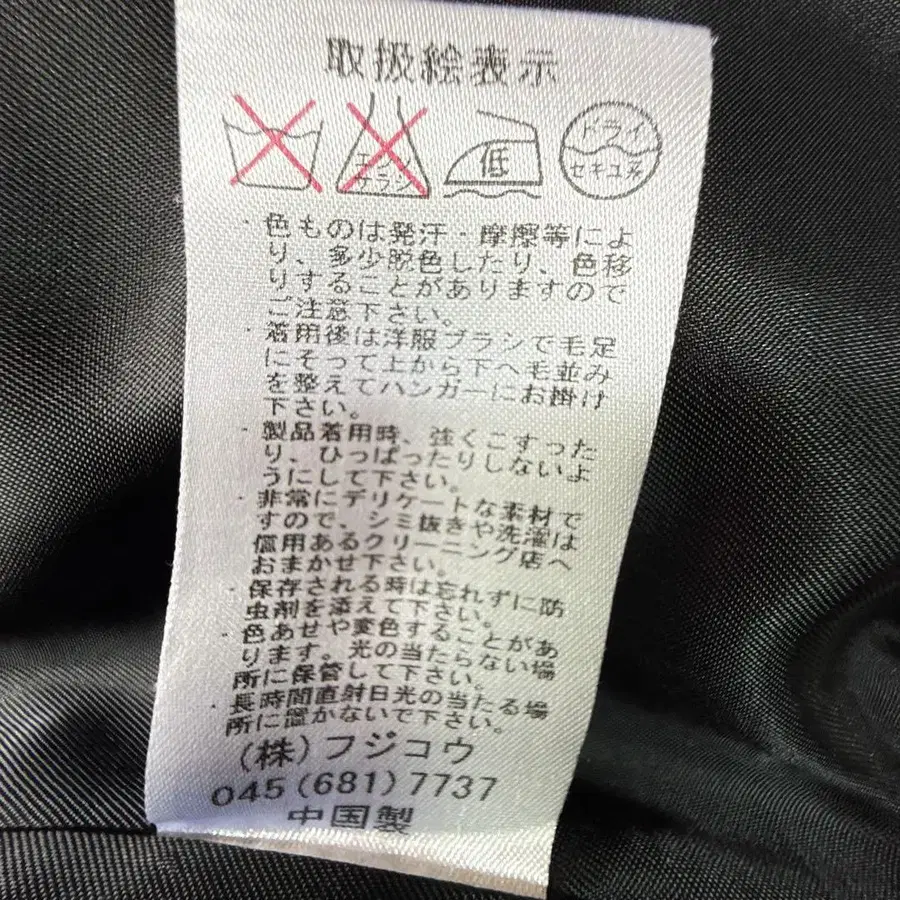 取扱絵表示
エンソ
サラシ
低
ドライ
セキユ系
・色ものは発汗・摩擦等によ
り、多少脱色したり、色移
りすることがありますので
ご注意下さい。
・着用後は洋服ブラシで毛足
にそって上から下へ毛並み
を整えてハンガーにお掛け
下さい。
・製品着用時、強くこすった
り、ひっぱったりしないよ
うにして下さい。
・非常にデリケートな素材で
すので、シミ抜きや洗濯は
信用あるクリーニング店へ
おまかせ下さい。
・保存される時は忘れずに防
虫剤を添えて下さい。
・色あせや変色することがあ
ります。光の当たらない場
所に保管して下さい。
・長時間直射日光の当たる場
所に置かないで下さい。
(株)フジコウ
045(681)7737
中国製